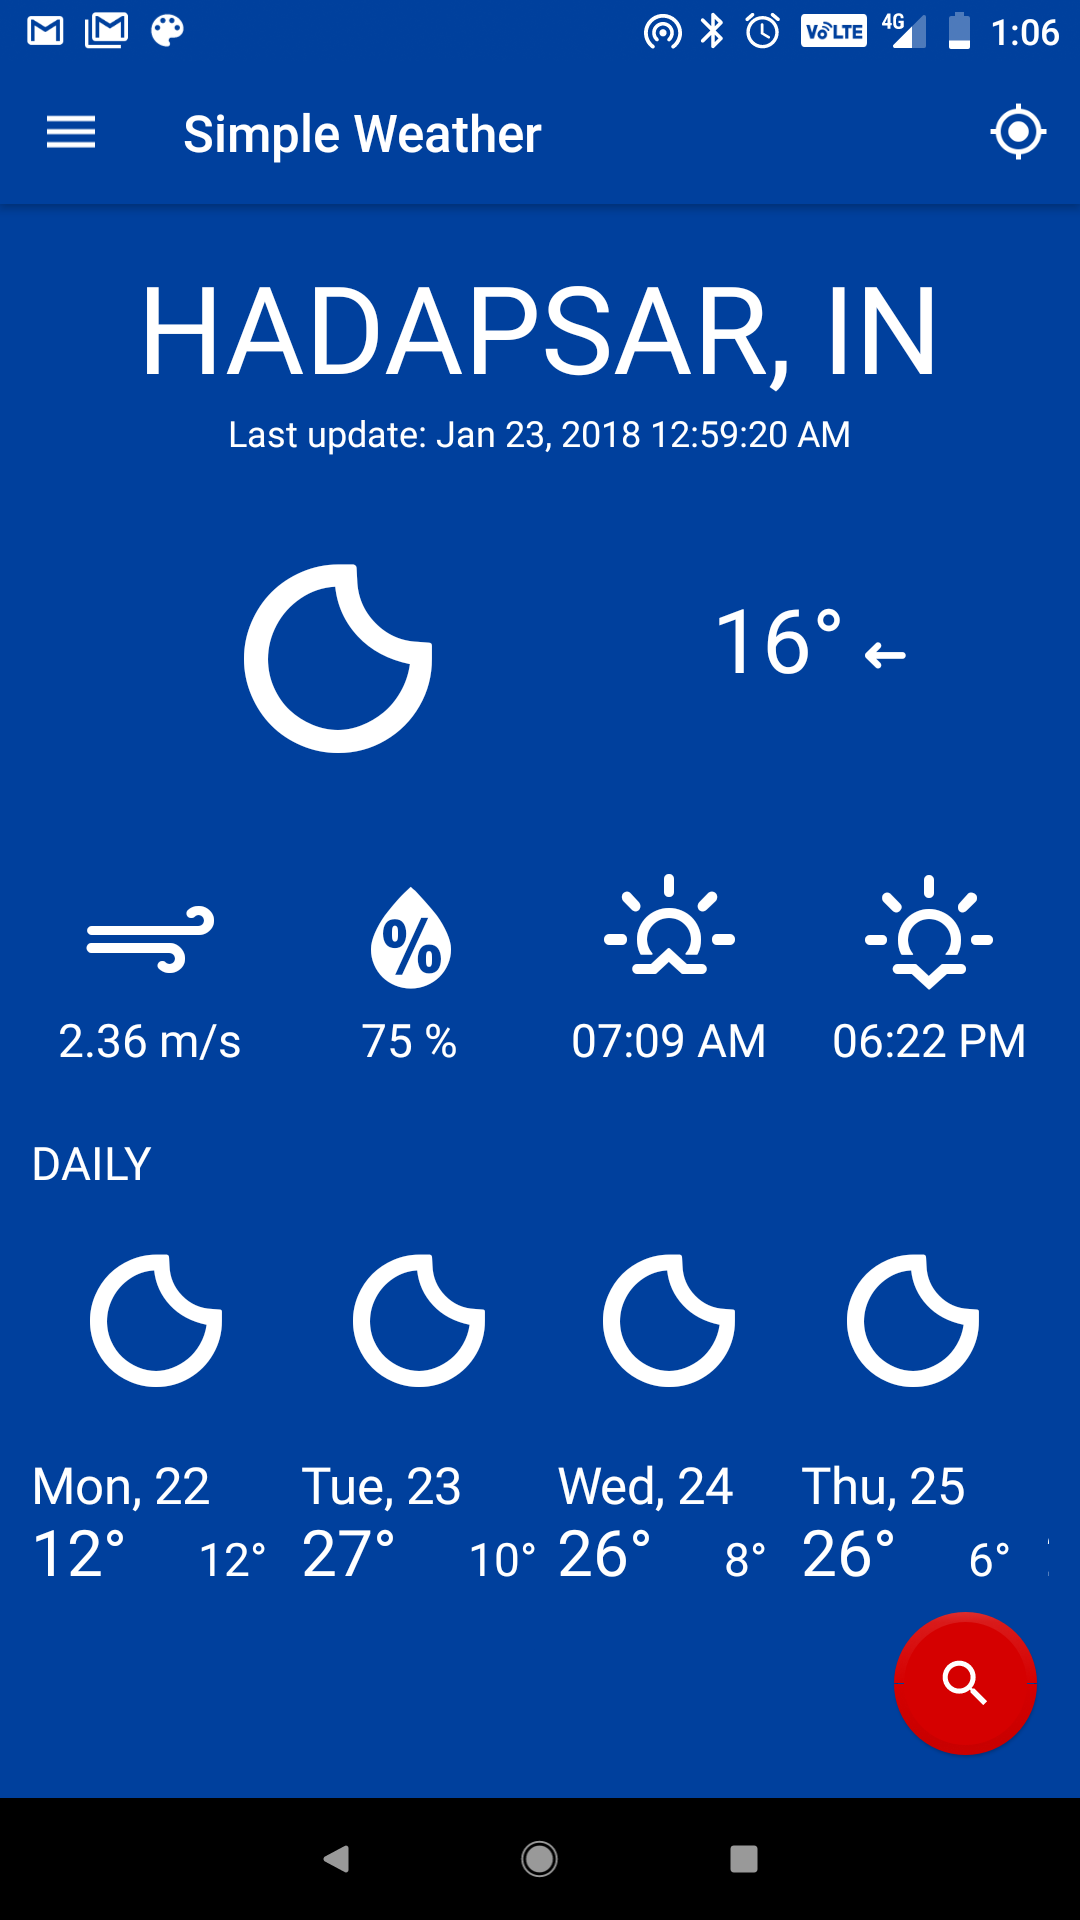 4G 1:06
VoLTE
Simple Weather
HADAPSAR, IN
Last update: Jan 23, 2018 12:59:20 AM
16°
%
2.36 m/s 75 % 07:09 AM 06:22 PM
DAILY
Mon, 22 Tue, 23 Wed, 24 Thu, 25
12° 12° 27° 10° 26° 8° 26° 6°